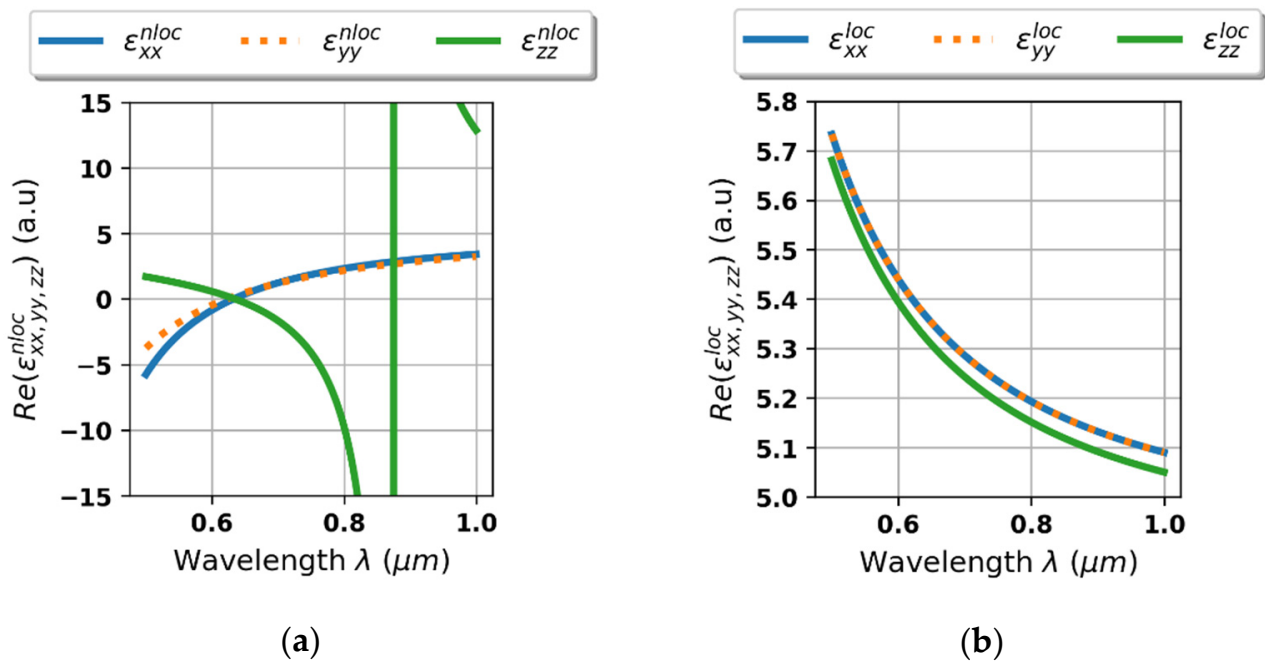 ε_xx^nloc ε_yy^nloc ε_zz^nloc
15
10
5
0
−5
−10
−15
Re(ε_xx,yy,zz^nloc) (a.u)
0.6 0.8 1.0
Wavelength λ (μm)
(a)
ε_xx^loc ε_yy^loc ε_zz^loc
5.8
5.7
5.6
5.5
5.4
5.3
5.2
5.1
5.0
Re(ε_xx,yy,zz^loc) (a.u)
0.6 0.8 1.0
Wavelength λ (μm)
(b)